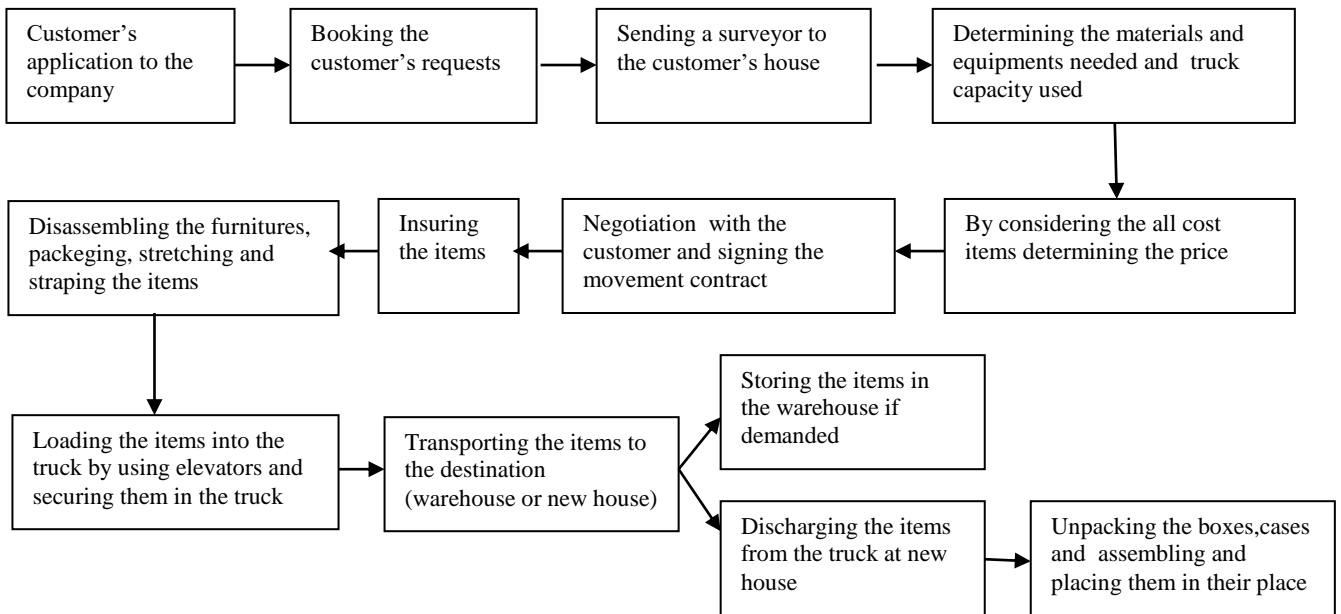 Customer’s
application to the
company
Booking the
customer’s requests
Sending a surveyor to
the customer’s house
Determining the materials and
equipments needed and truck
capacity used
By considering the all cost
items determining the price
Negotiation with the
customer and signing the
movement contract
Insuring
the items
Disassembling the furnitures,
packeging, stretching and
straping the items
Loading the items into the
truck by using elevators and
securing them in the truck
Transporting the items to
the destination
(warehouse or new house)
Storing the items in
the warehouse if
demanded
Discharging the items
from the truck at new
house
Unpacking the boxes,cases
and assembling and
placing them in their place